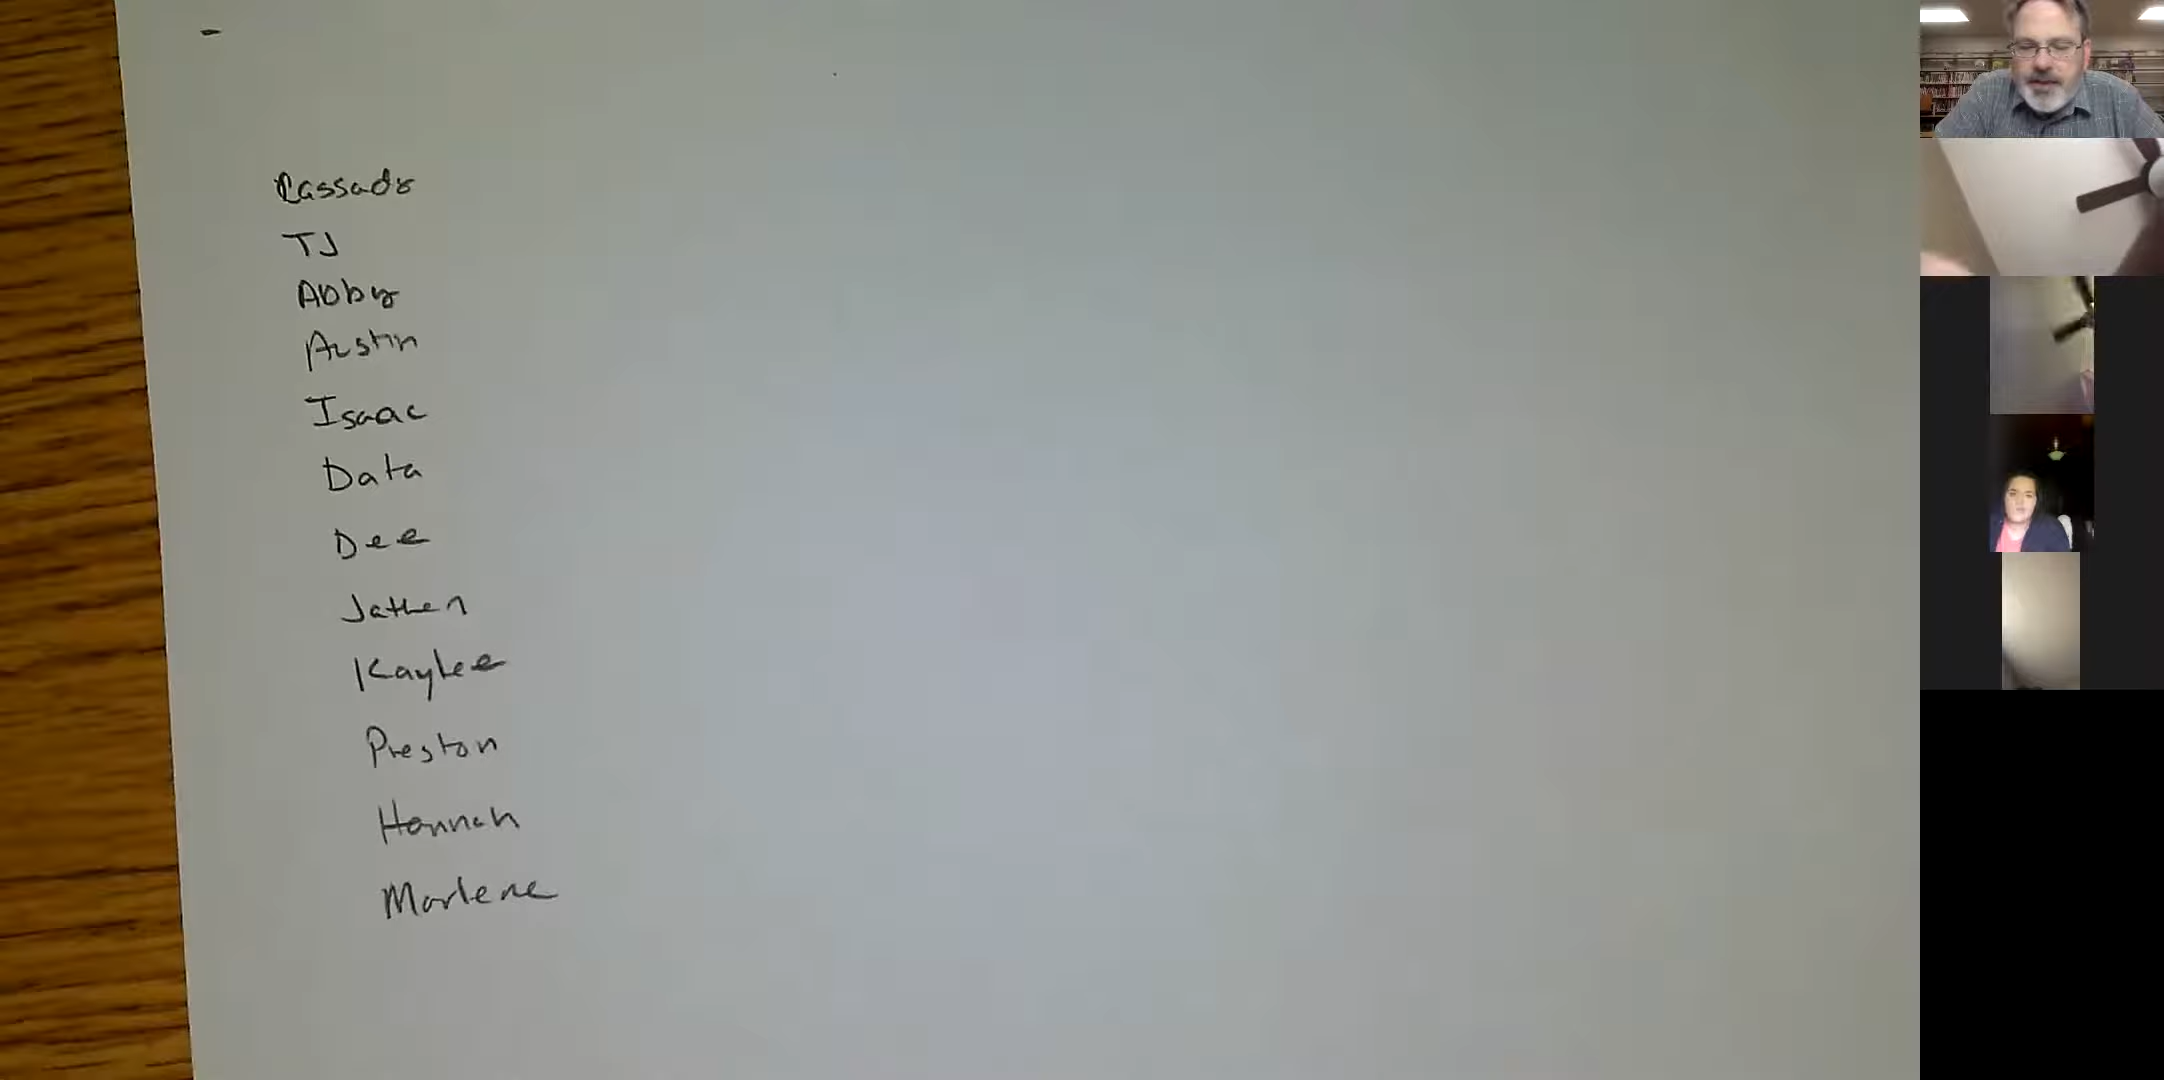 Cassady
TJ
Abby
Austin
Isaac
Data
Dee
Jathen
Kaylee
Preston
Hannah
Marlene